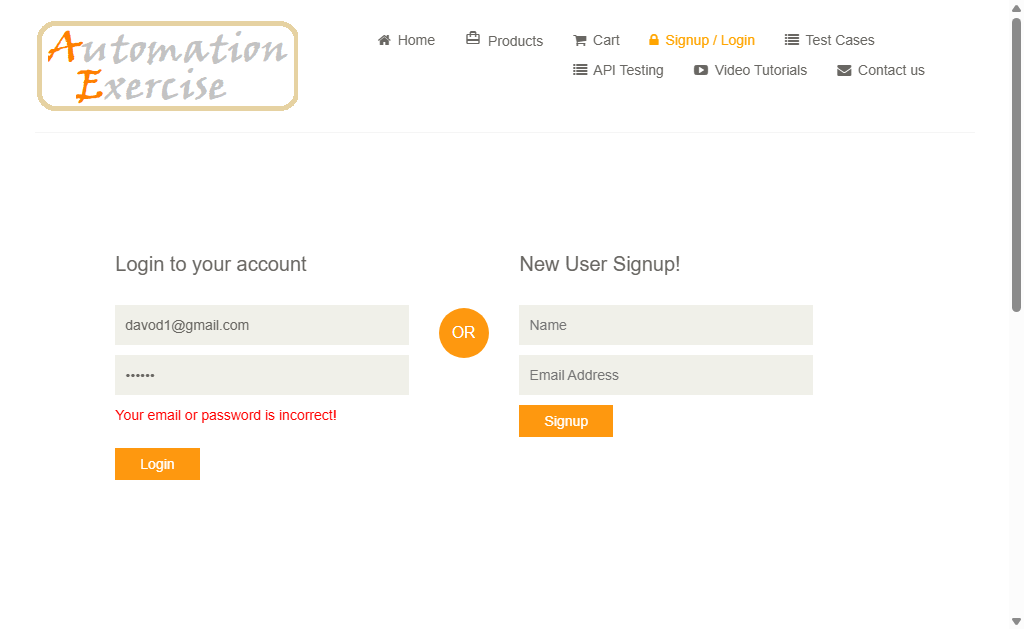 Automation
Exercise
Home
Products
Cart
Signup / Login
Test Cases
API Testing
Video Tutorials
Contact us
Login to your account
davod1@gmail.com
••••••
Your email or password is incorrect!
Login
OR
New User Signup!
Name
Email Address
Signup